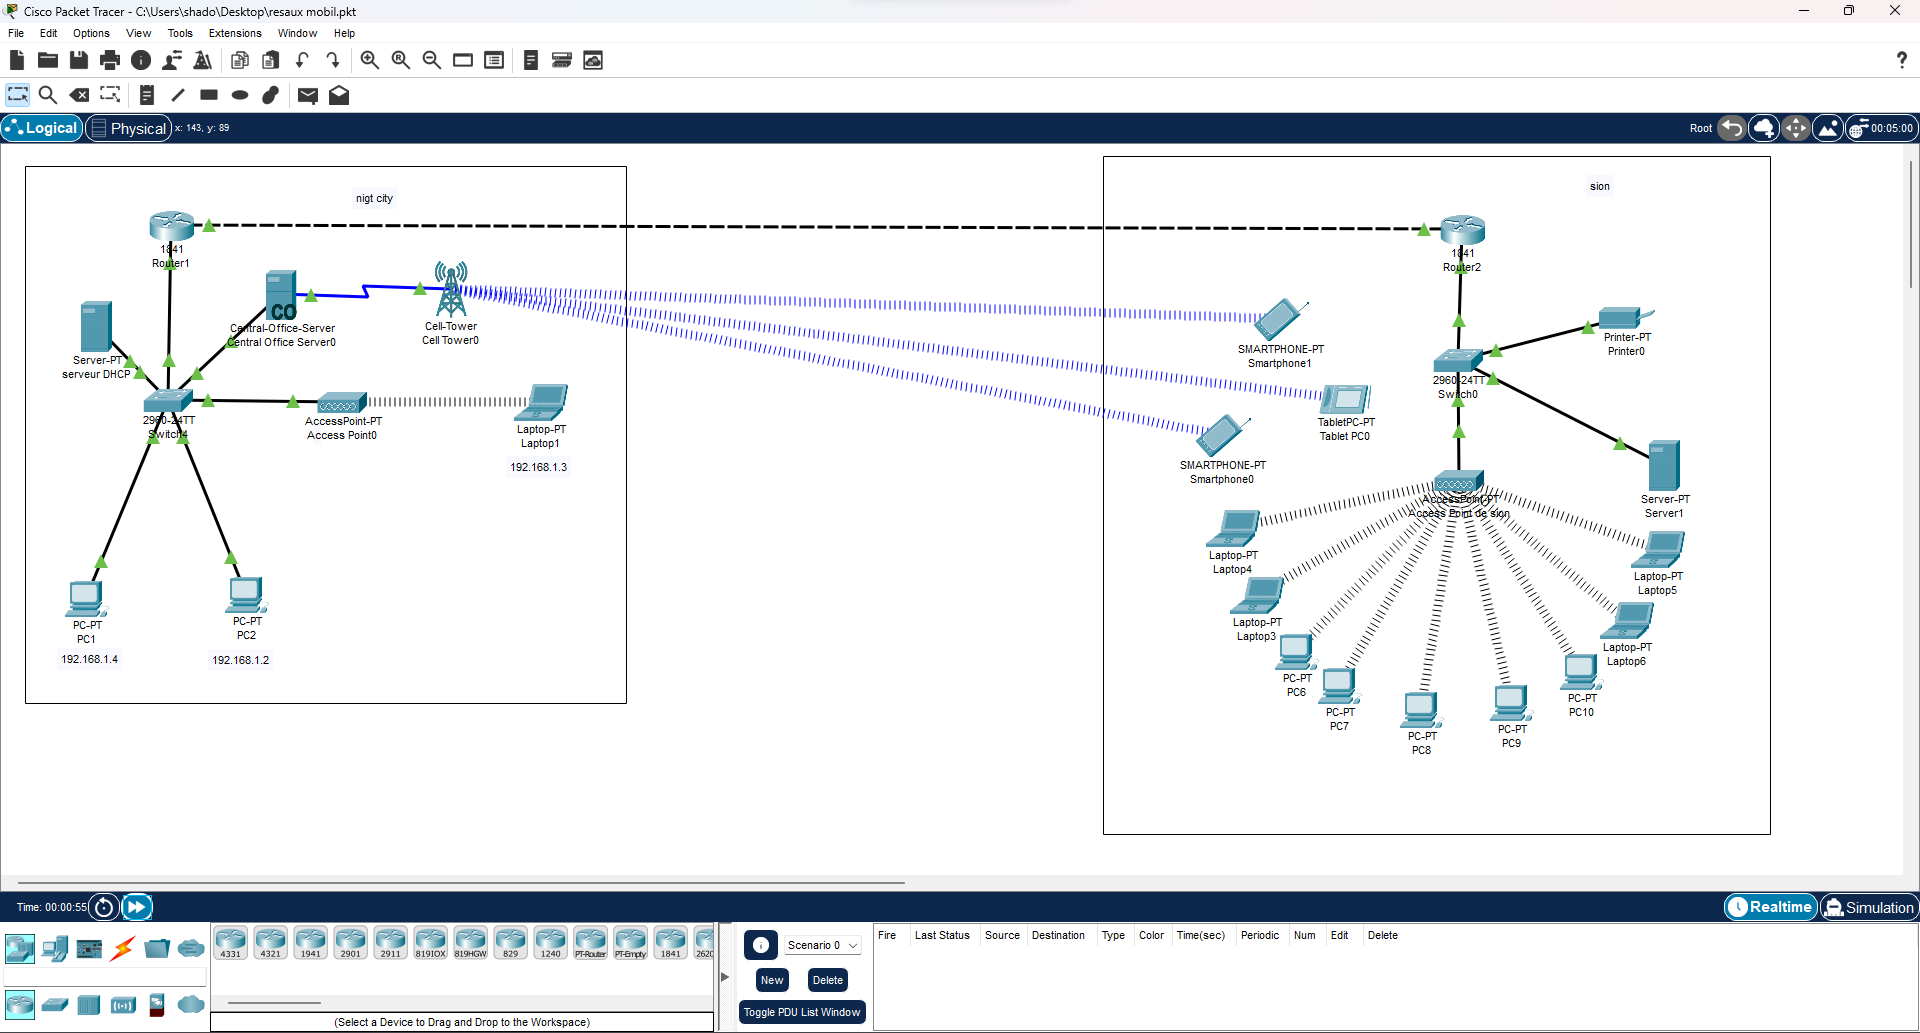 Cisco Packet Tracer - C:\Users\shado\Desktop\resaux mobil.pkt
File Edit Options View Tools Extensions Window Help
Logical Physical x: 143, y: 89 Root 00:05:00
nigt city
sion
1841
Router1
1841
Router2
Central-Office-Server
Central Office Server0
CO
Cell-Tower
Cell Tower0
Server-PT
serveur DHCP
SMARTPHONE-PT
Smartphone1
Printer-PT
Printer0
2960-24TT
Switch4
AccessPoint-PT
Access Point0
Laptop-PT
Laptop1
192.168.1.3
2960-24TT
Switch0
TabletPC-PT
Tablet PC0
SMARTPHONE-PT
Smartphone0
AccessPoint-PT
Access Point de sion
Server-PT
Server1
Laptop-PT
Laptop4
Laptop-PT
Laptop5
Laptop-PT
Laptop3
Laptop-PT
Laptop6
PC-PT
PC1
192.168.1.4
PC-PT
PC2
192.168.1.2
PC-PT
PC6
PC-PT
PC7
PC-PT
PC8
PC-PT
PC9
PC-PT
PC10
Time: 00:00:55 Realtime Simulation
4331 4321 1941 2901 2911 819IOX 819HGW 829 1240 PT-Router PT-Empty 1841 2620
(Select a Device to Drag and Drop to the Workspace)
Scenario 0
New Delete
Toggle PDU List Window
Fire Last Status Source Destination Type Color Time(sec) Periodic Num Edit Delete